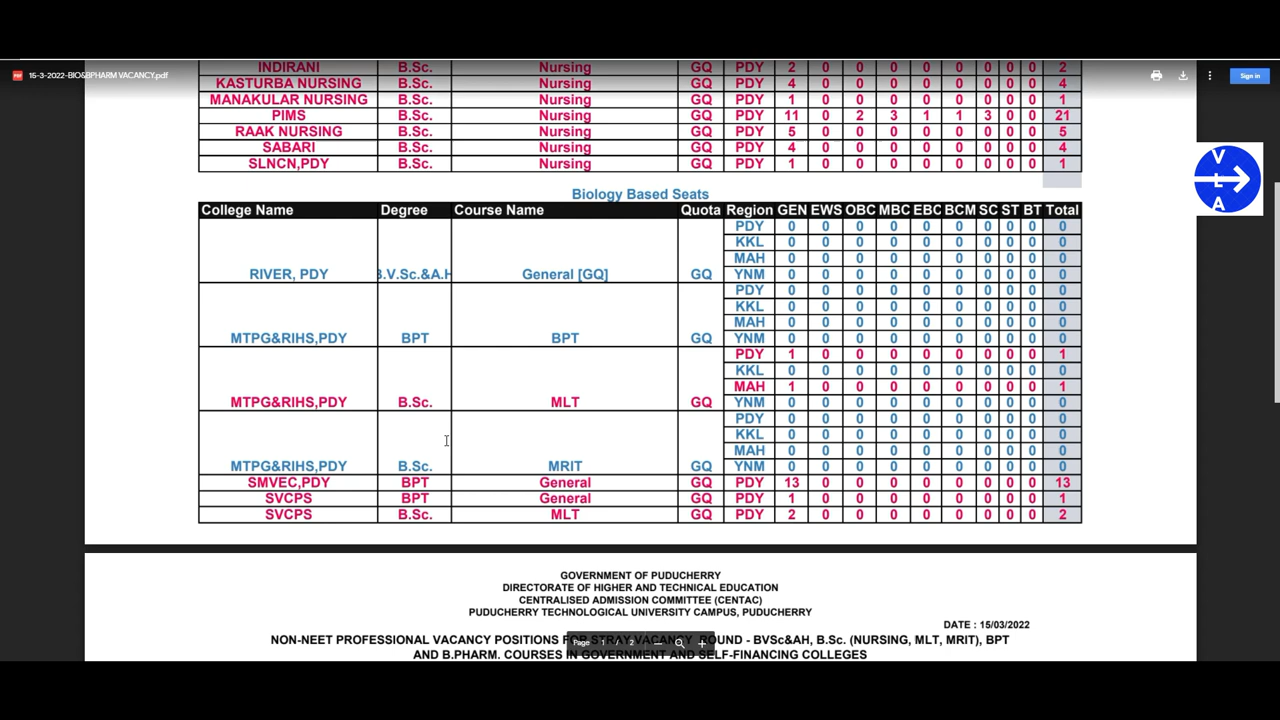 15-3-2022-BIO&BPHARM VACANCY.pdf
Sign in
INDIRANI B.Sc. Nursing GQ PDY 2 0 0 0 0 0 0 0 0 2
KASTURBA NURSING B.Sc. Nursing GQ PDY 4 0 0 0 0 0 0 0 0 4
MANAKULAR NURSING B.Sc. Nursing GQ PDY 1 0 0 0 0 0 0 0 0 1
PIMS B.Sc. Nursing GQ PDY 11 0 2 3 1 1 3 0 0 21
RAAK NURSING B.Sc. Nursing GQ PDY 5 0 0 0 0 0 0 0 0 5
SABARI B.Sc. Nursing GQ PDY 4 0 0 0 0 0 0 0 0 4
SLNCN,PDY B.Sc. Nursing GQ PDY 1 0 0 0 0 0 0 0 0 1
V
L
A
Biology Based Seats
College Name Degree Course Name Quota Region GEN EWS OBC MBC EBC BCM SC ST BT Total
PDY 0 0 0 0 0 0 0 0 0 0
KKL 0 0 0 0 0 0 0 0 0 0
MAH 0 0 0 0 0 0 0 0 0 0
RIVER, PDY B.V.Sc.&A.H General [GQ] GQ YNM 0 0 0 0 0 0 0 0 0 0
PDY 0 0 0 0 0 0 0 0 0 0
KKL 0 0 0 0 0 0 0 0 0 0
MAH 0 0 0 0 0 0 0 0 0 0
MTPG&RIHS,PDY BPT BPT GQ YNM 0 0 0 0 0 0 0 0 0 0
PDY 1 0 0 0 0 0 0 0 0 1
KKL 0 0 0 0 0 0 0 0 0 0
MAH 1 0 0 0 0 0 0 0 0 1
MTPG&RIHS,PDY B.Sc. MLT GQ YNM 0 0 0 0 0 0 0 0 0 0
PDY 0 0 0 0 0 0 0 0 0 0
KKL 0 0 0 0 0 0 0 0 0 0
MAH 0 0 0 0 0 0 0 0 0 0
MTPG&RIHS,PDY B.Sc. MRIT GQ YNM 0 0 0 0 0 0 0 0 0 0
SMVEC,PDY BPT General GQ PDY 13 0 0 0 0 0 0 0 0 13
SVCPS BPT General GQ PDY 1 0 0 0 0 0 0 0 0 1
SVCPS B.Sc. MLT GQ PDY 2 0 0 0 0 0 0 0 0 2
GOVERNMENT OF PUDUCHERRY
DIRECTORATE OF HIGHER AND TECHNICAL EDUCATION
CENTRALISED ADMISSION COMMITTEE (CENTAC)
PUDUCHERRY TECHNOLOGICAL UNIVERSITY CAMPUS, PUDUCHERRY
DATE : 15/03/2022
NON-NEET PROFESSIONAL VACANCY POSITIONS FOR STRAY VACANCY ROUND - BVSc&AH, B.Sc. (NURSING, MLT, MRIT), BPT
Page 1 / 2
AND B.PHARM. COURSES IN GOVERNMENT AND SELF-FINANCING COLLEGES